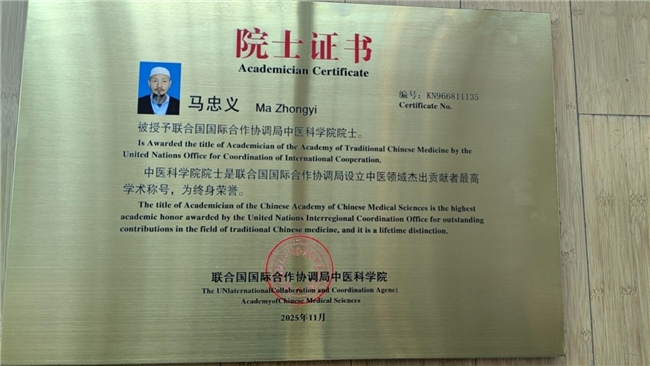 院士证书
Academician Certificate
马忠义 Ma Zhongyi
编号：KN966811135
Certificate No.
被授予联合国国际合作协调局中医科学院院士。
Is Awarded the title of Academician of the Academy of Traditional Chinese Medicine by the
United Nations Office for Coordination of International Cooperation.
中医科学院院士是联合国国际合作协调局设立中医领域杰出贡献者最高
学术称号，为终身荣誉。
The title of Academician of the Chinese Academy of Chinese Medical Sciences is the highest
academic honor awarded by the United Nations Interregional Coordination Office for outstanding
contributions in the field of traditional Chinese medicine, and it is a lifetime distinction.
联合国国际合作协调局中医科学院
The UNIaternationalCollaberation and Coordination Agenc)
AcademyofChinese Medical Sciences
2025年11月